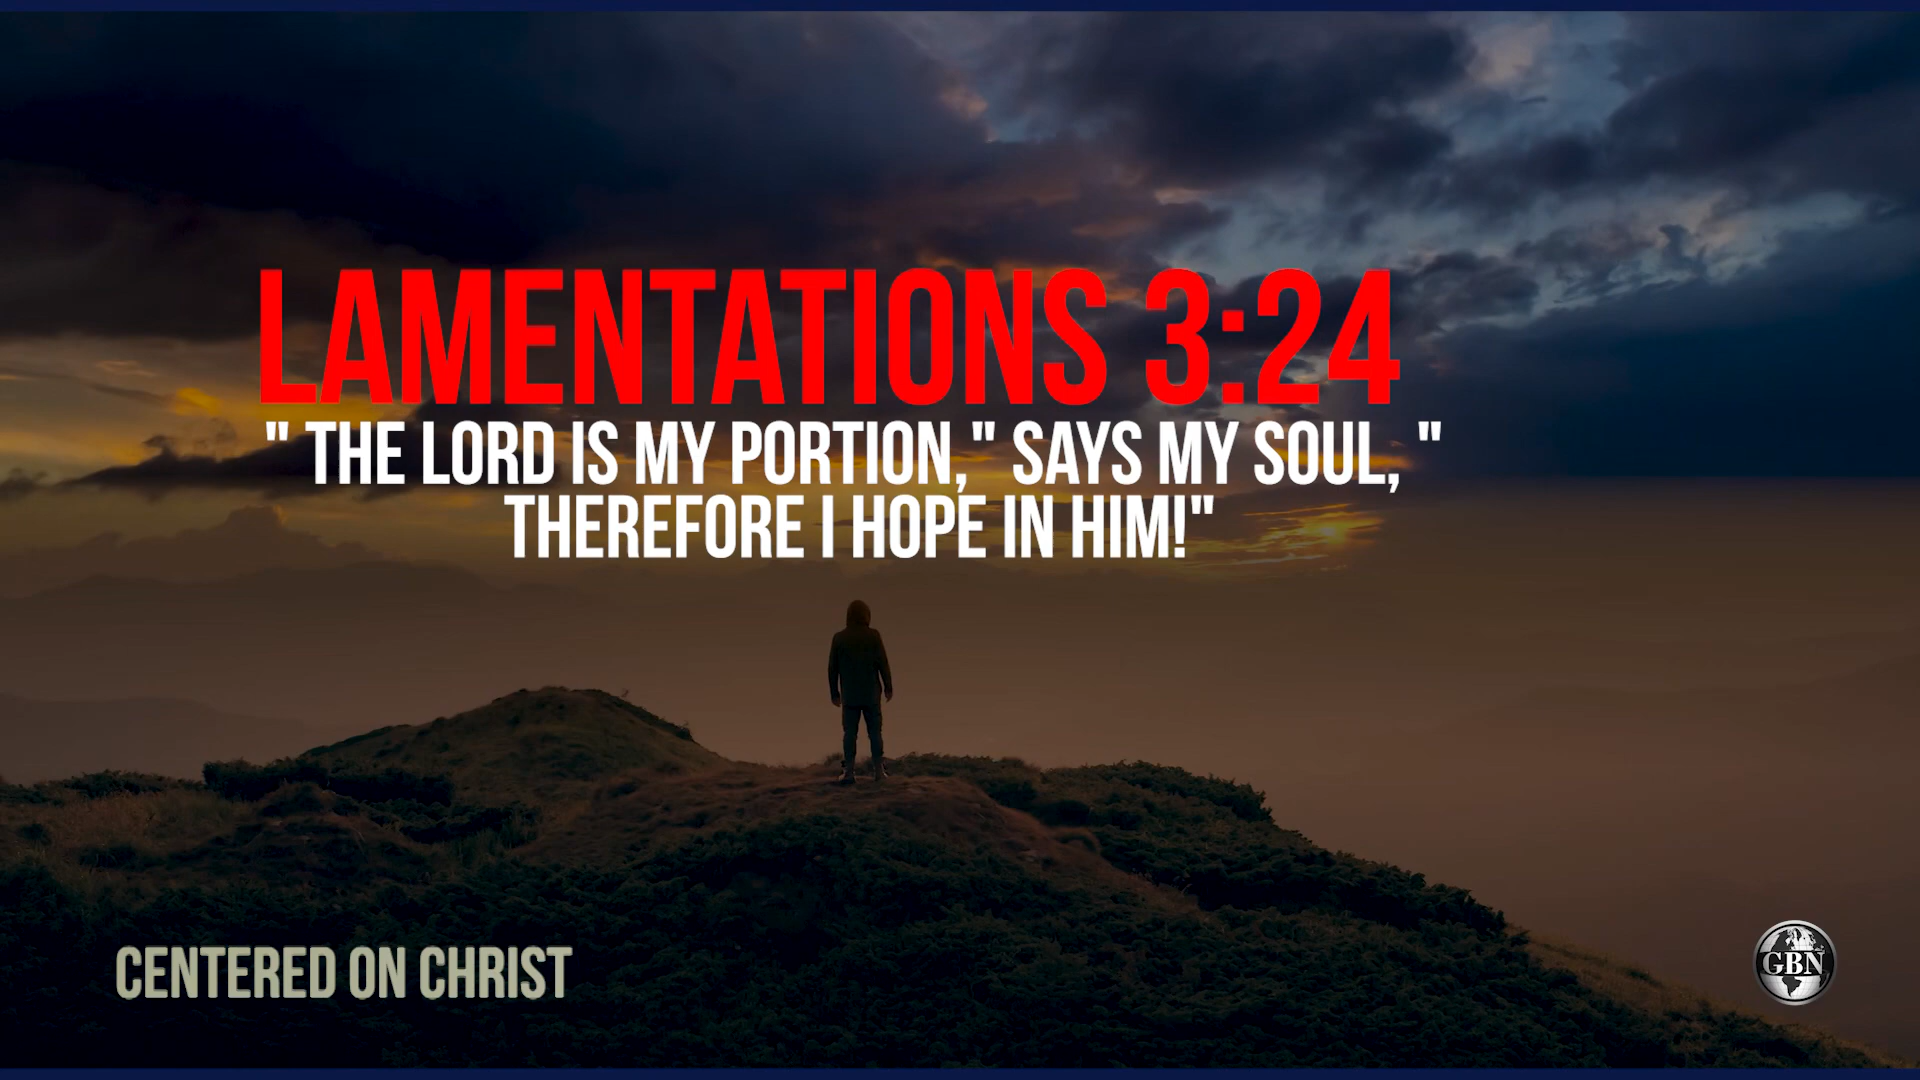 LAMENTATIONS 3:24
" THE LORD IS MY PORTION," SAYS MY SOUL, "
THEREFORE I HOPE IN HIM!"
CENTERED ON CHRIST
GBN